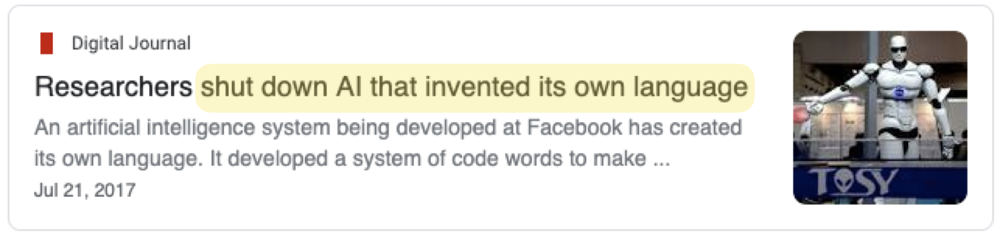 Digital Journal
Researchers shut down AI that invented its own language
An artificial intelligence system being developed at Facebook has created
its own language. It developed a system of code words to make ...
Jul 21, 2017
TOSY